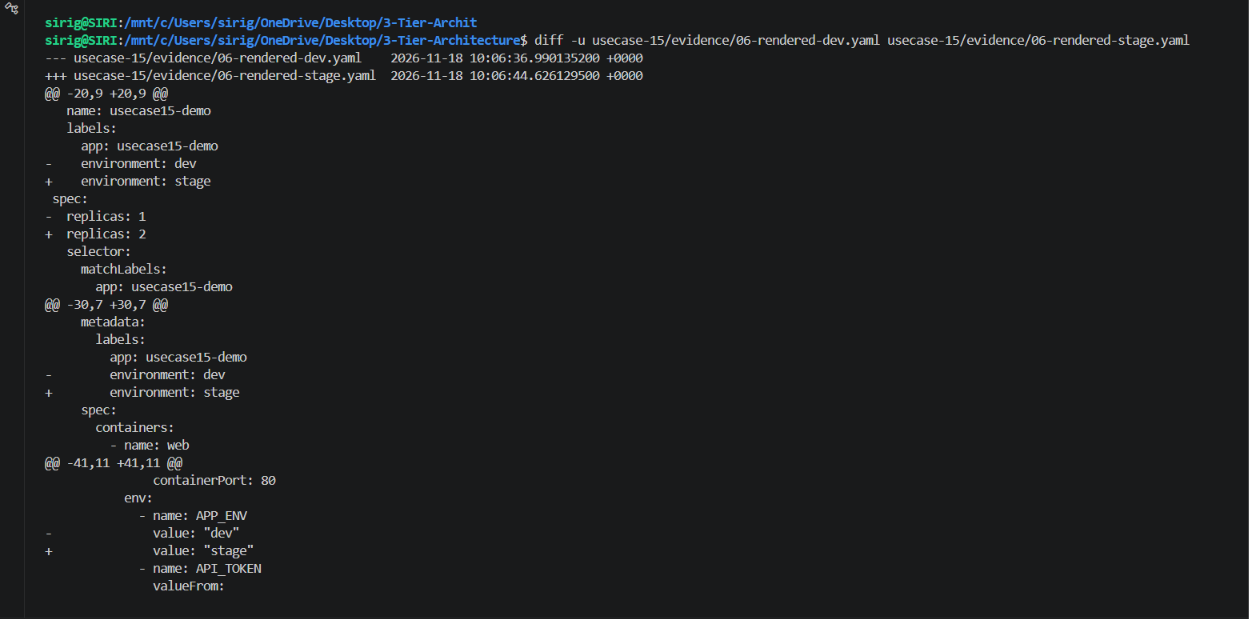 sirig@SIRI:/mnt/c/Users/sirig/OneDrive/Desktop/3-Tier-Archit
sirig@SIRI:/mnt/c/Users/sirig/OneDrive/Desktop/3-Tier-Architecture$ diff -u usecase-15/evidence/06-rendered-dev.yaml usecase-15/evidence/06-rendered-stage.yaml
--- usecase-15/evidence/06-rendered-dev.yaml    2026-11-18 10:06:36.990135200 +0000
+++ usecase-15/evidence/06-rendered-stage.yaml  2026-11-18 10:06:44.626129500 +0000
@@ -20,9 +20,9 @@
   name: usecase15-demo
   labels:
     app: usecase15-demo
-    environment: dev
+    environment: stage
 spec:
-  replicas: 1
+  replicas: 2
   selector:
     matchLabels:
       app: usecase15-demo
@@ -30,7 +30,7 @@
     metadata:
       labels:
         app: usecase15-demo
-        environment: dev
+        environment: stage
     spec:
       containers:
         - name: web
@@ -41,11 +41,11 @@
               containerPort: 80
           env:
             - name: APP_ENV
-              value: "dev"
+              value: "stage"
             - name: API_TOKEN
               valueFrom: